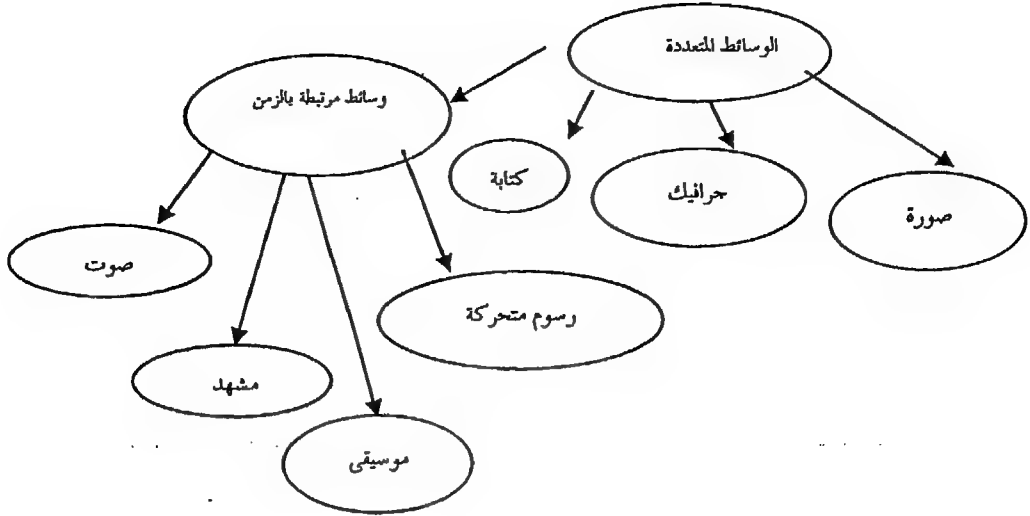 الوسائط المتعددة
وسائط مرتبطة بالزمن
كتابة
جرافيك
صورة
صوت
رسوم متحركة
مشهد
موسيقى